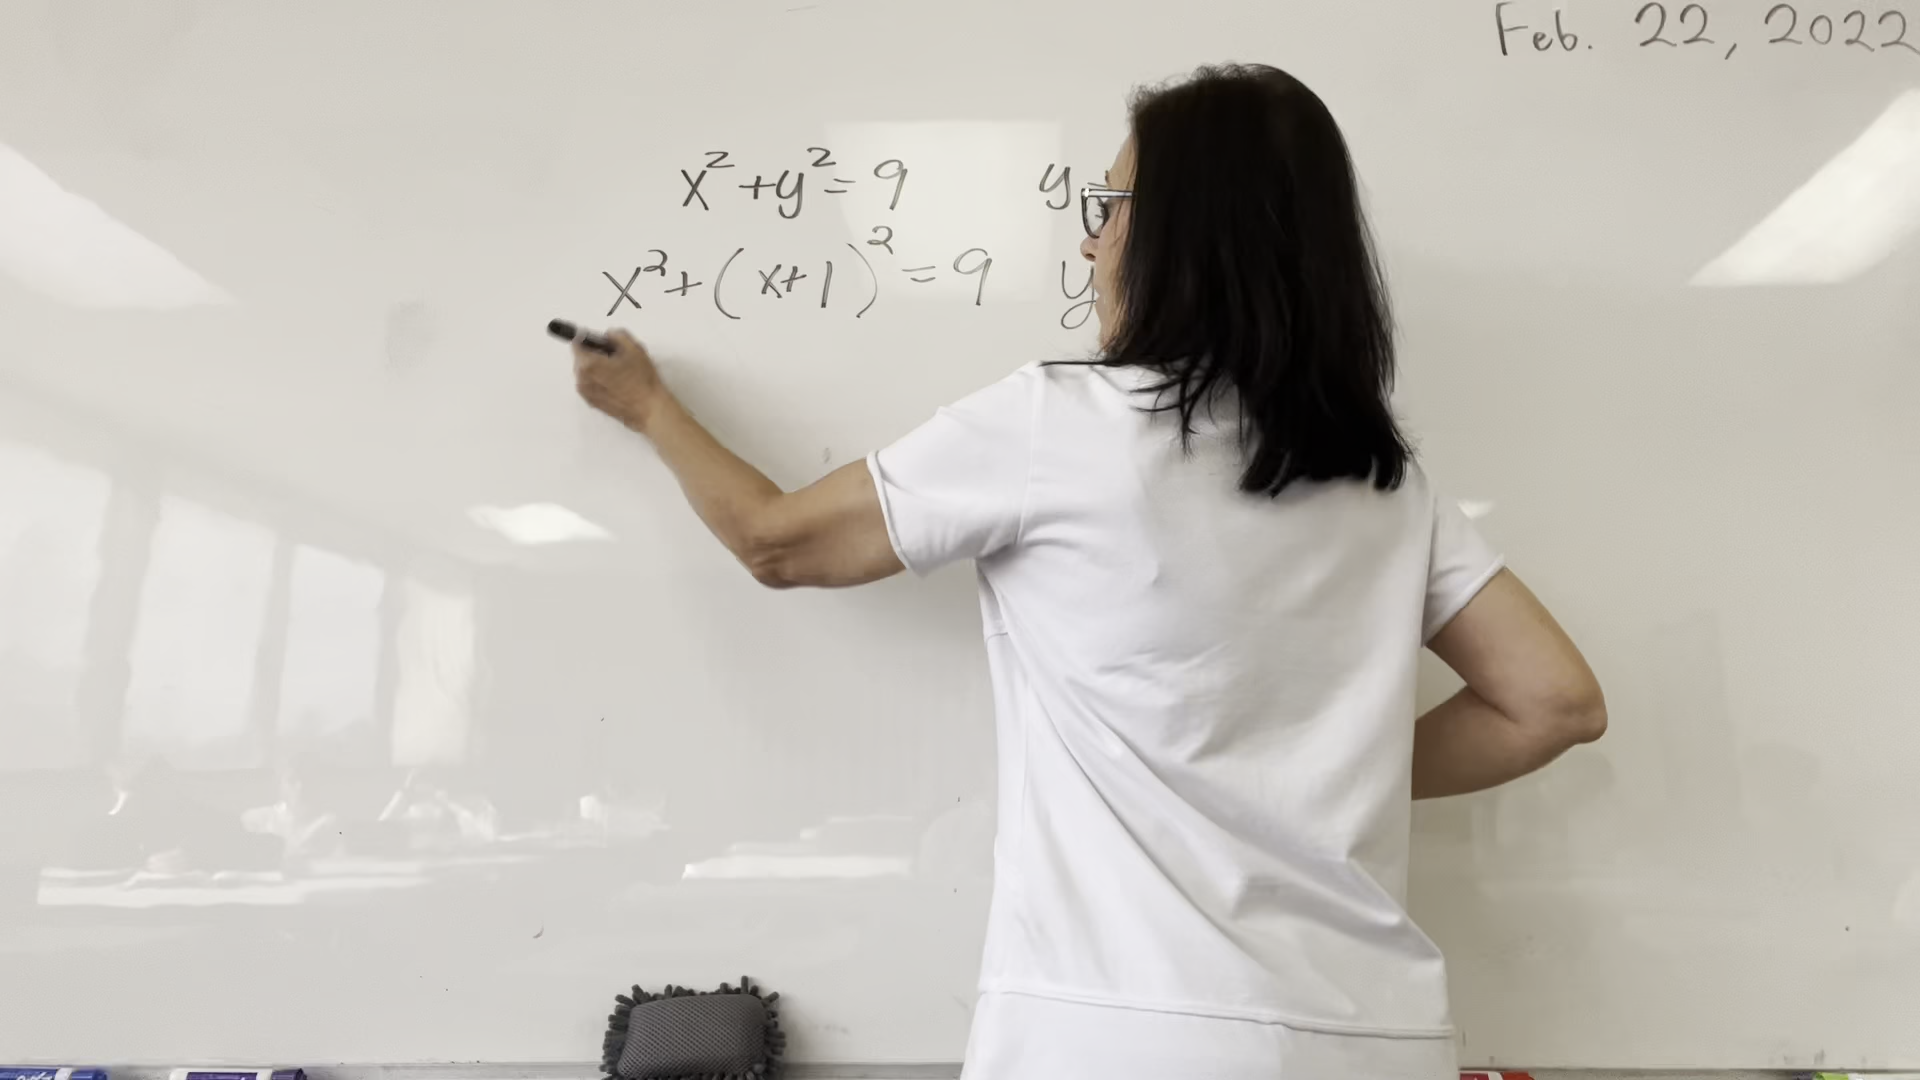 Feb. 22, 2022
x² + y² = 9 y
x² + (x+1)² = 9 y